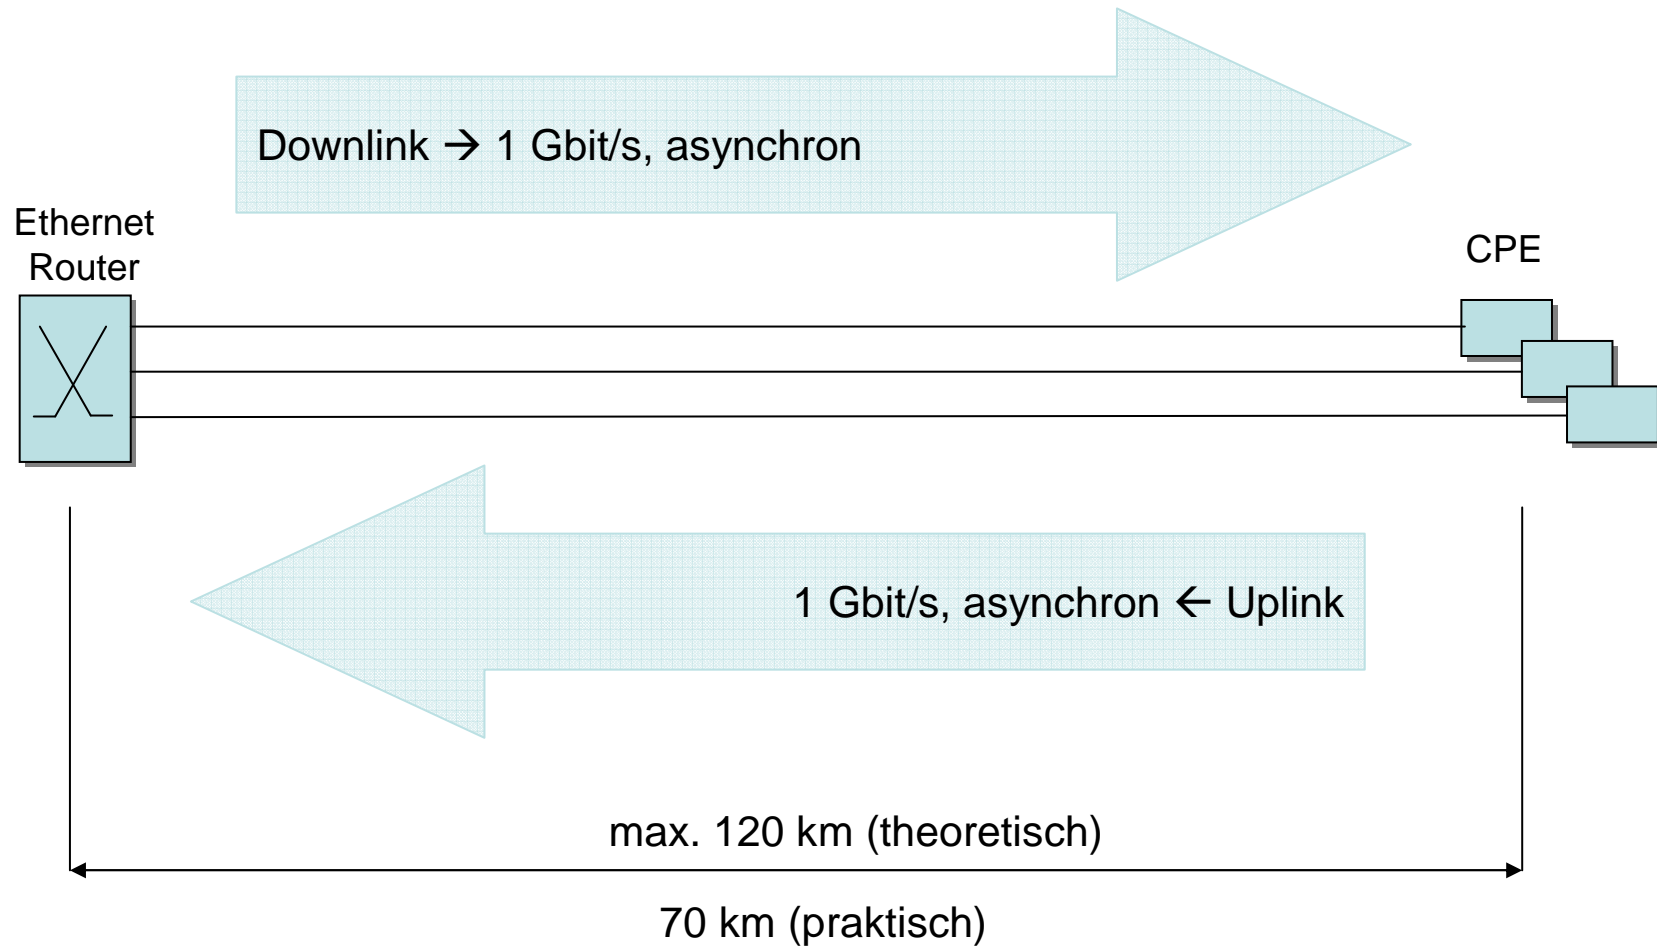 Downlink → 1 Gbit/s, asynchron
Ethernet
Router
CPE
1 Gbit/s, asynchron ← Uplink
max. 120 km (theoretisch)
70 km (praktisch)